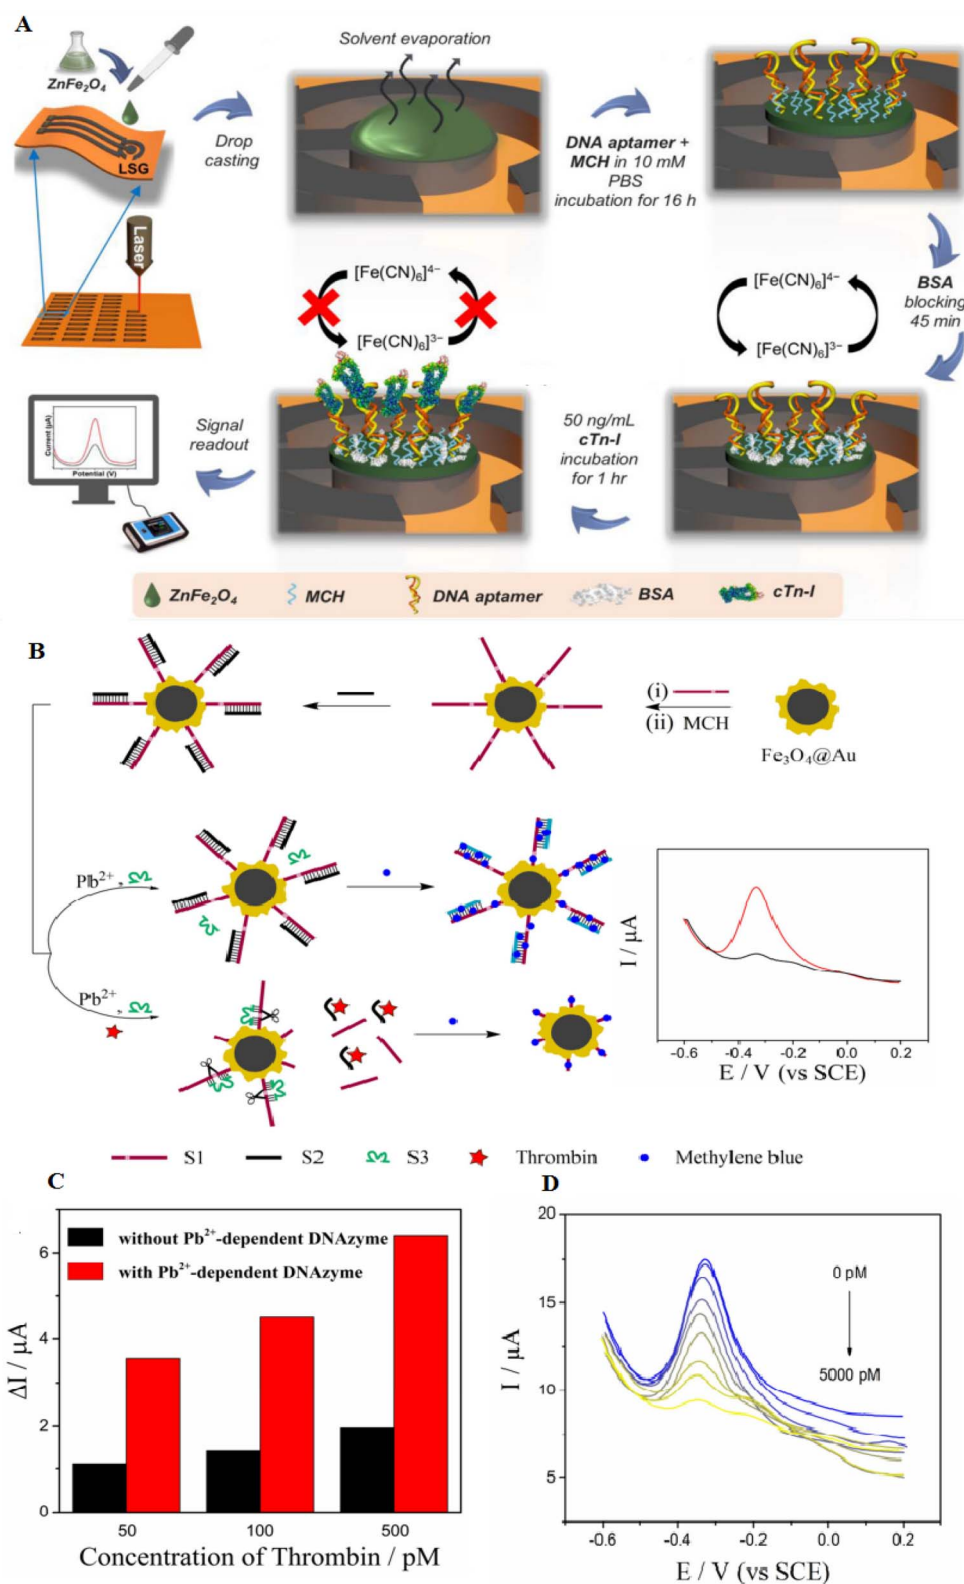 A
ZnFe2O4
LSG
Laser
Drop
casting
Solvent evaporation
DNA aptamer +
MCH in 10 mM
PBS
incubation for 16 h
BSA
blocking
45 min
[Fe(CN)6]4−
[Fe(CN)6]3−
[Fe(CN)6]4−
[Fe(CN)6]3−
50 ng/mL
cTn-I
incubation
for 1 hr
Signal
readout
Current (µA)
Potential (V)
ZnFe2O4 MCH DNA aptamer BSA cTn-I
B
(i)
(ii) MCH
Fe3O4@Au
Pb2+,
Pb2+,
I / µA
-0.6 -0.4 -0.2 0.0 0.2
E / V (vs SCE)
S1 S2 S3 Thrombin Methylene blue
C
without Pb2+-dependent DNAzyme
with Pb2+-dependent DNAzyme
ΔI / µA
6
4
2
0
50 100 500
Concentration of Thrombin / pM
D
I / µA
20
15
10
5
0 pM
5000 pM
-0.6 -0.4 -0.2 0.0 0.2
E / V (vs SCE)